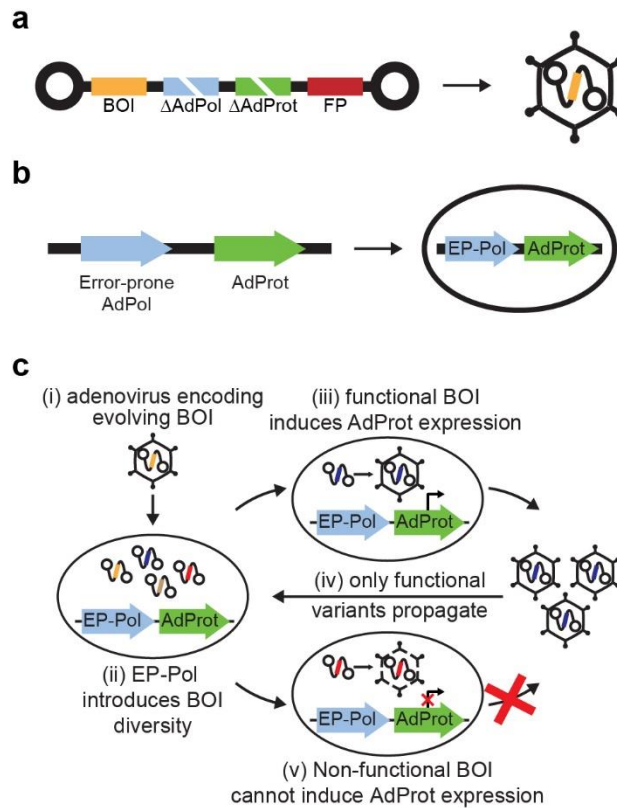 a
BOI ΔAdPol ΔAdProt FP
b
Error-prone
AdPol
AdProt
EP-Pol AdProt
c
(i) adenovirus encoding
evolving BOI
(iii) functional BOI
induces AdProt expression
EP-Pol AdProt
(iv) only functional
variants propagate
EP-Pol AdProt
(ii) EP-Pol
introduces BOI
diversity
EP-Pol AdProt
(v) Non-functional BOI
cannot induce AdProt expression